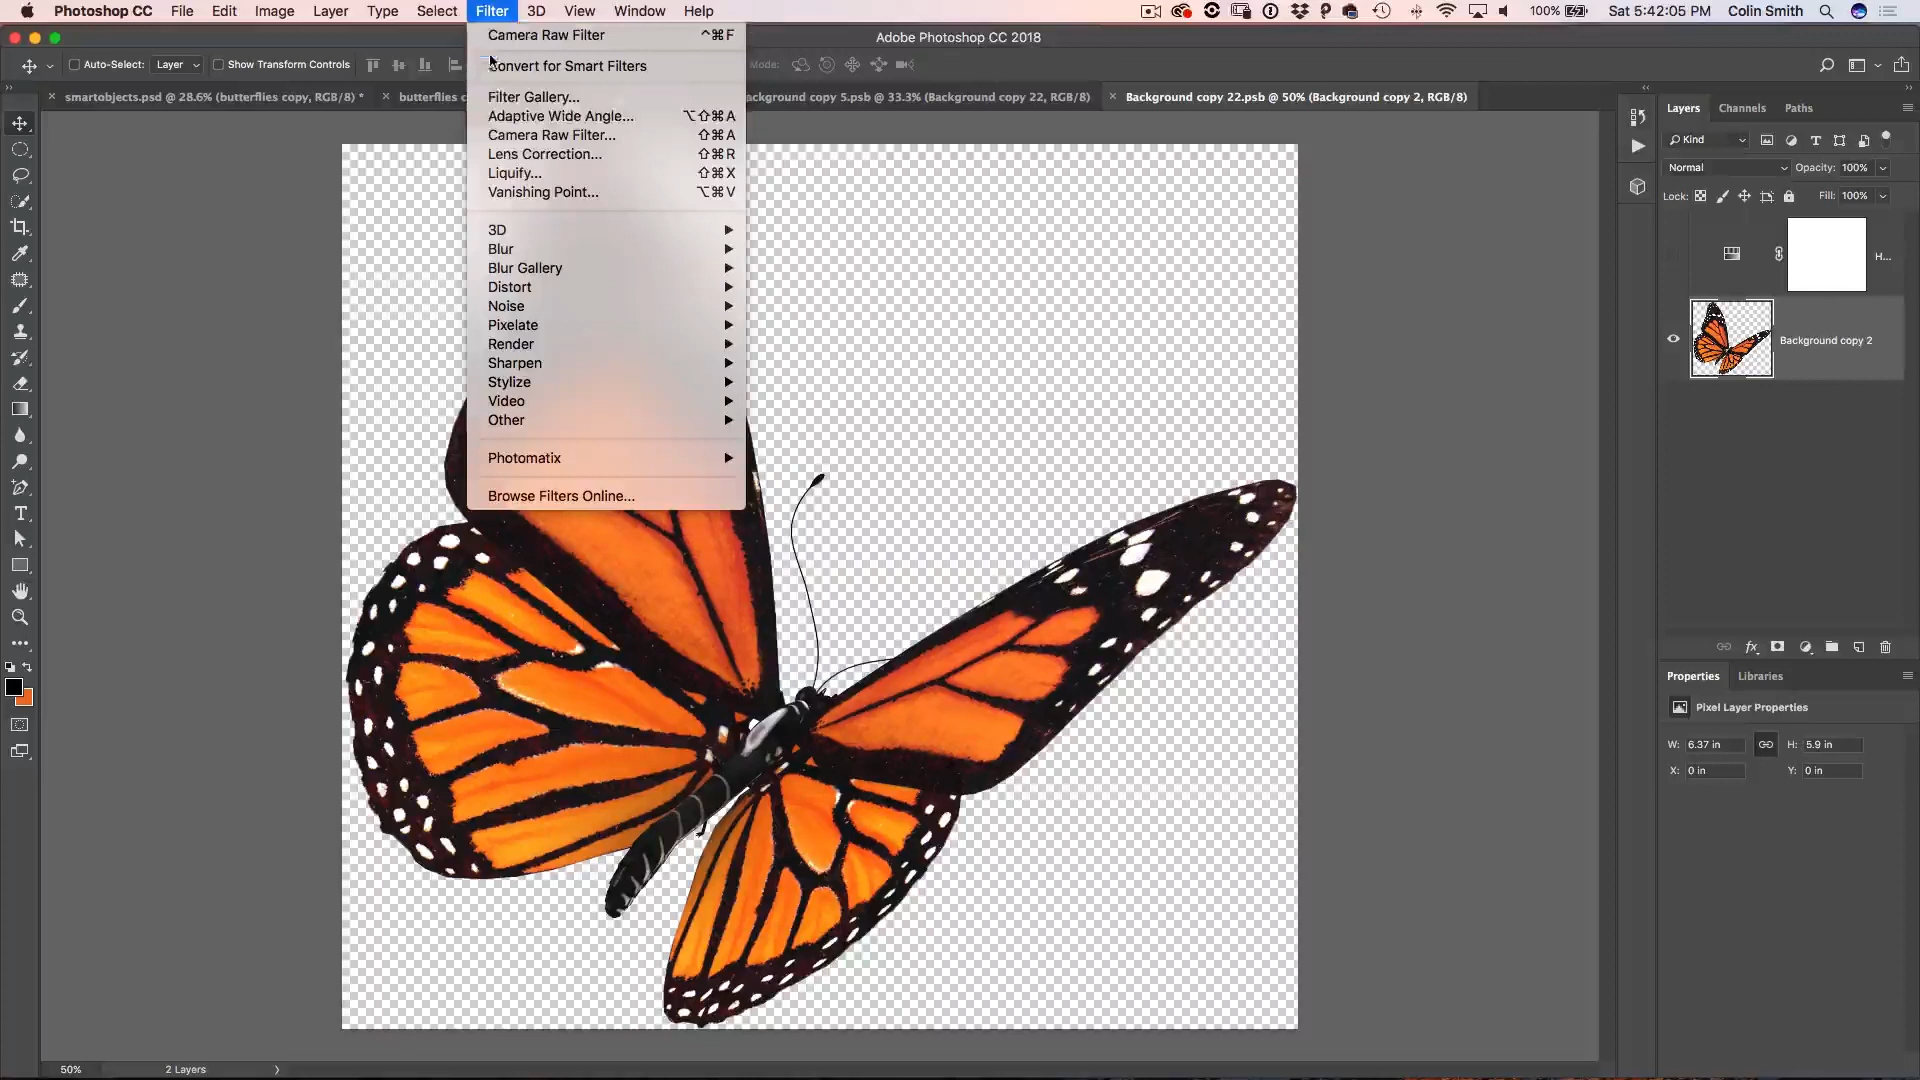 Photoshop CC File Edit Image Layer Type Select Filter 3D View Window Help 100% Sat 5:42:05 PM Colin Smith
Adobe Photoshop CC 2018
Auto-Select: Layer Show Transform Controls Mode:
smartobjects.psd @ 28.6% (butterflies copy, RGB/8) * butterflies c ackground copy 5.psb @ 33.3% (Background copy 22, RGB/8) Background copy 22.psb @ 50% (Background copy 2, RGB/8)
Camera Raw Filter ^⌘F
Convert for Smart Filters
Filter Gallery...
Adaptive Wide Angle... ⌥⇧⌘A
Camera Raw Filter... ⇧⌘A
Lens Correction... ⇧⌘R
Liquify... ⇧⌘X
Vanishing Point... ⌥⌘V
3D
Blur
Blur Gallery
Distort
Noise
Pixelate
Render
Sharpen
Stylize
Video
Other
Photomatix
Browse Filters Online...
Layers Channels Paths
Kind
Normal Opacity: 100%
Lock: Fill: 100%
H...
Background copy 2
fx
Properties Libraries
Pixel Layer Properties
W: 6.37 in H: 5.9 in
X: 0 in Y: 0 in
50% 2 Layers